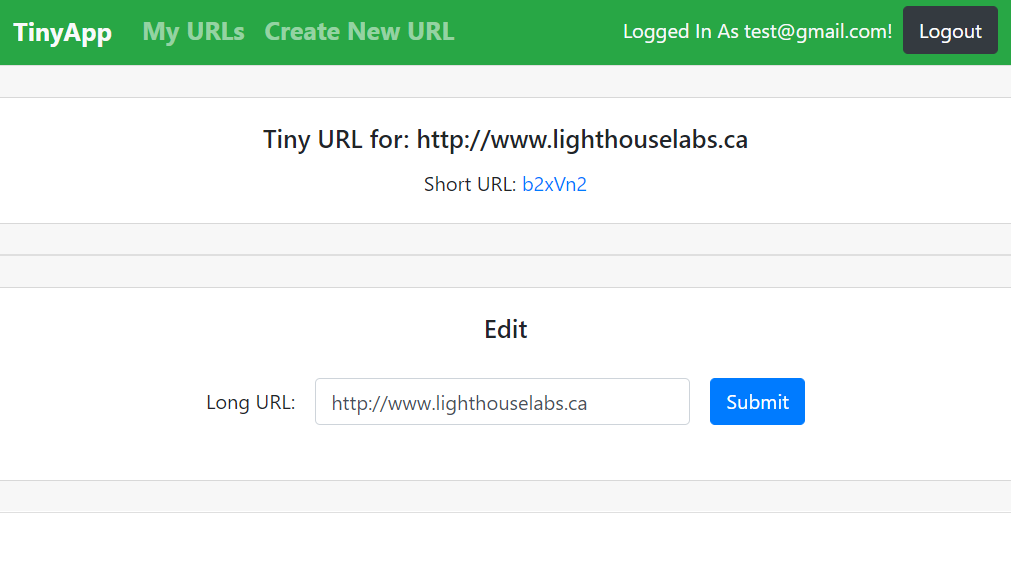 TinyApp My URLs Create New URL Logged In As test@gmail.com! Logout
Tiny URL for: http://www.lighthouselabs.ca
Short URL: b2xVn2
Edit
Long URL: http://www.lighthouselabs.ca Submit